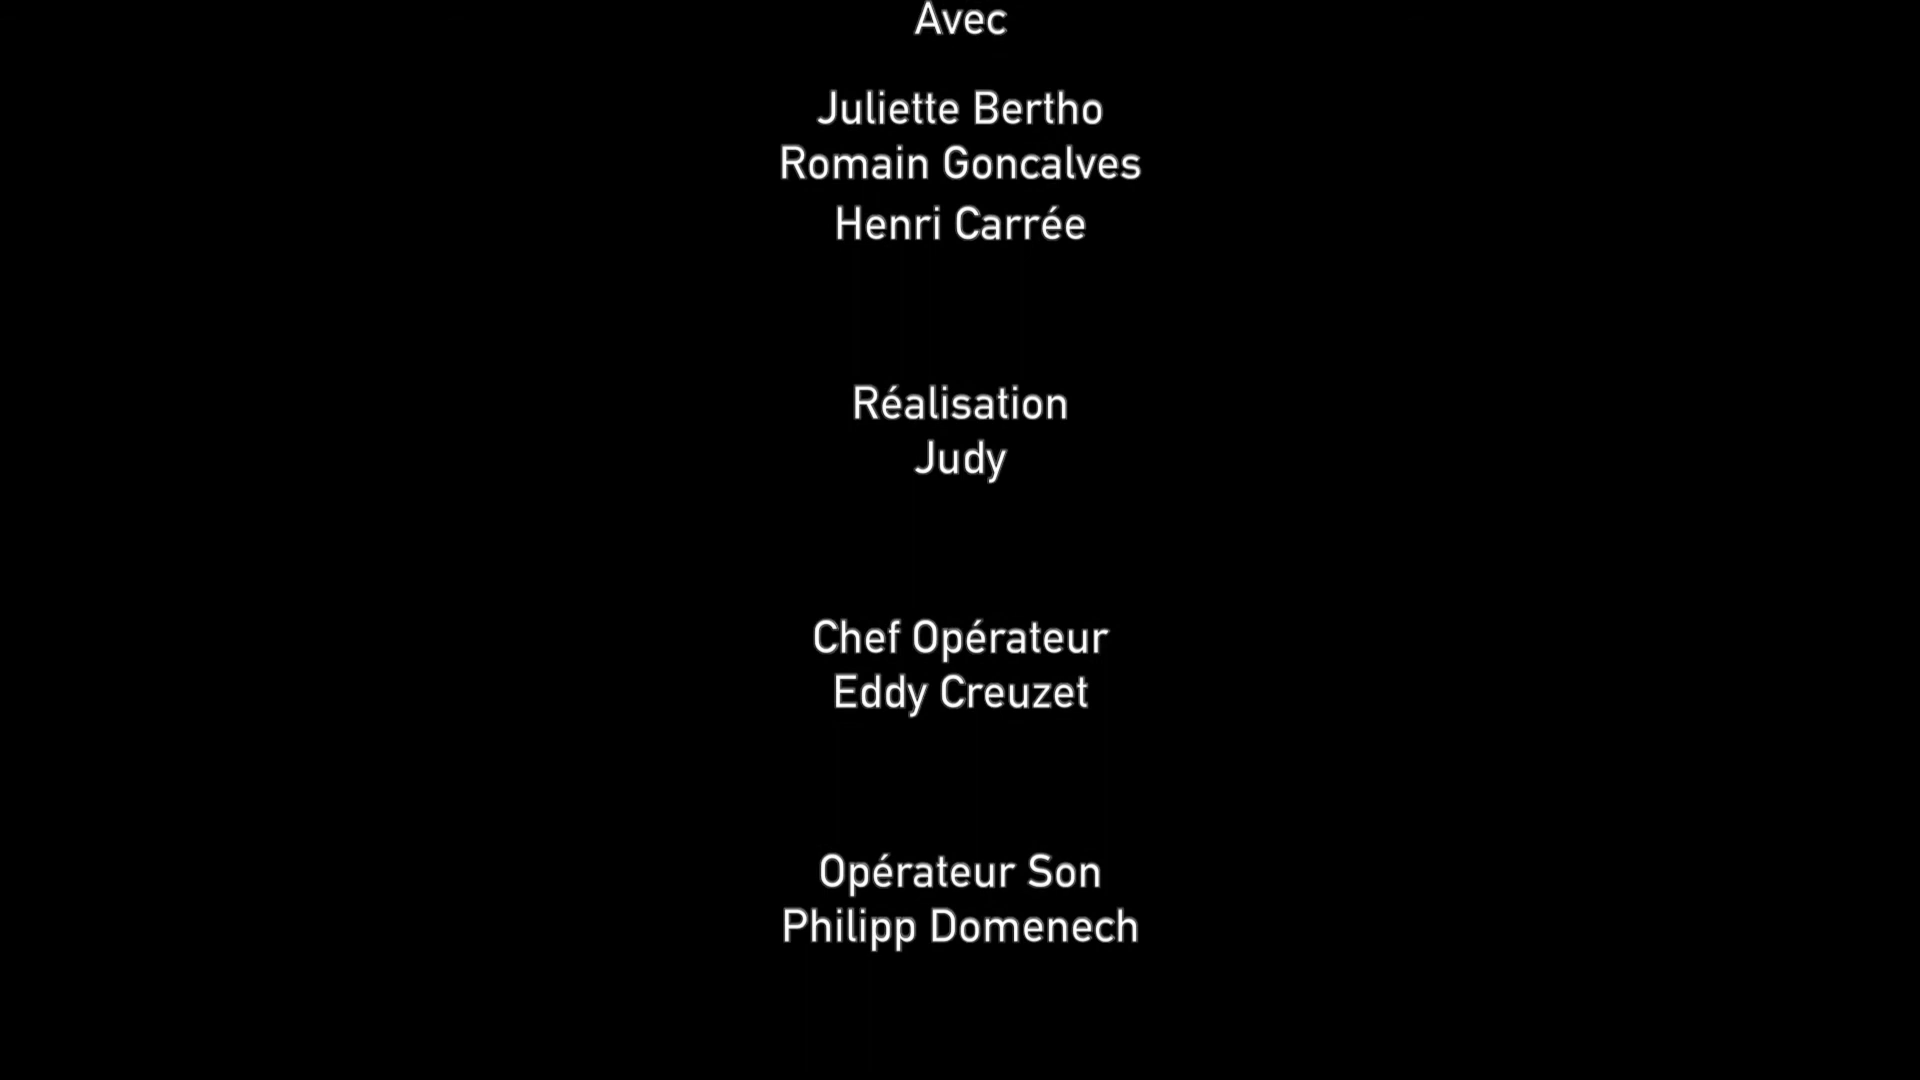 Avec
Juliette Bertho
Romain Goncalves
Henri Carrée
Réalisation
Judy
Chef Opérateur
Eddy Creuzet
Opérateur Son
Philipp Domenech